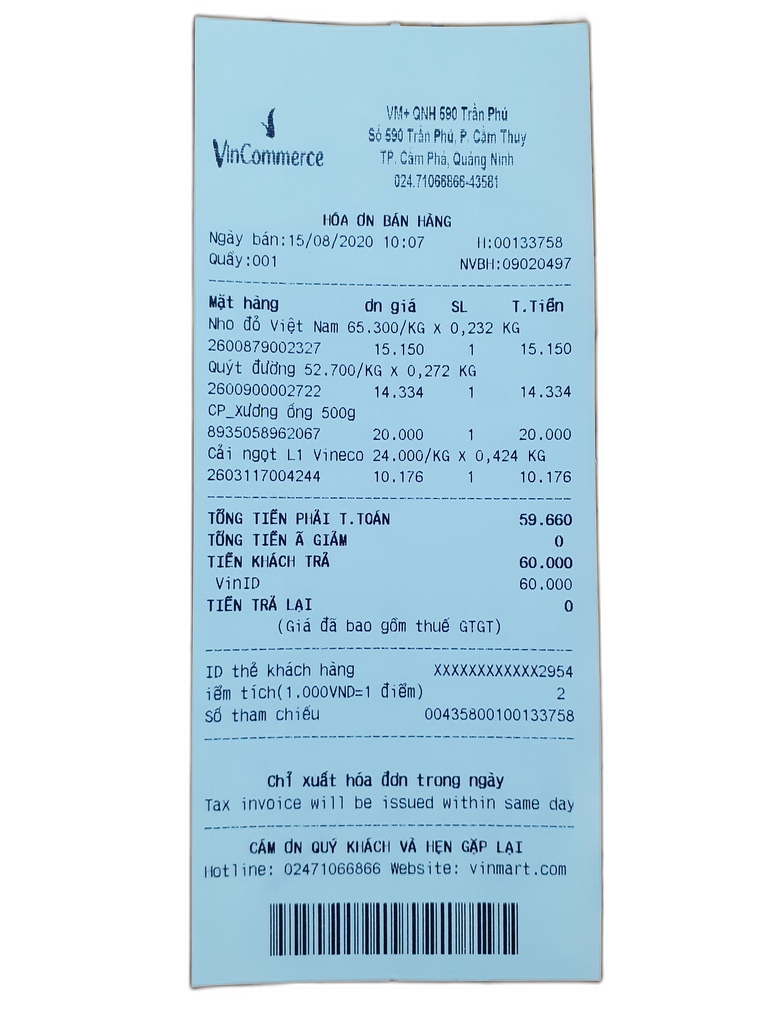 VinCommerce
VM+ QNH 590 Trần Phú
Số 590 Trần Phú, P. Cẩm Thuỷ
TP. Cẩm Phả, Quảng Ninh
024.71066866-43581
HÓA ƠN BÁN HÀNG
Ngày bán:15/08/2020 10:07 H:00133758
Quầy:001 NVBH:09020497
Mặt hàng ơn giá SL T.Tiền
Nho đỏ Việt Nam 65.300/KG X 0,232 KG
2600879002327 15.150 1 15.150
Quýt đường 52.700/KG X 0,272 KG
2600900002722 14.334 1 14.334
CP_Xương ống 500g
8935058962067 20.000 1 20.000
Cải ngọt L1 Vineco 24.000/KG X 0,424 KG
2603117004244 10.176 1 10.176
TỔNG TIỀN PHẢI T.TOÁN 59.660
TỔNG TIỀN Ã GIẢM 0
TIỀN KHÁCH TRẢ 60.000
VinID 60.000
TIỀN TRẢ LẠI 0
(Giá đã bao gồm thuế GTGT)
ID thẻ khách hàng XXXXXXXXXXXX2954
iểm tích(1.000VND=1 điểm) 2
Số tham chiếu 00435800100133758
Chỉ xuất hóa đơn trong ngày
Tax invoice will be issued within same day
CẢM ƠN QUÝ KHÁCH VÀ HẸN GẶP LẠI
Hotline: 02471066866 Website: vinmart.com